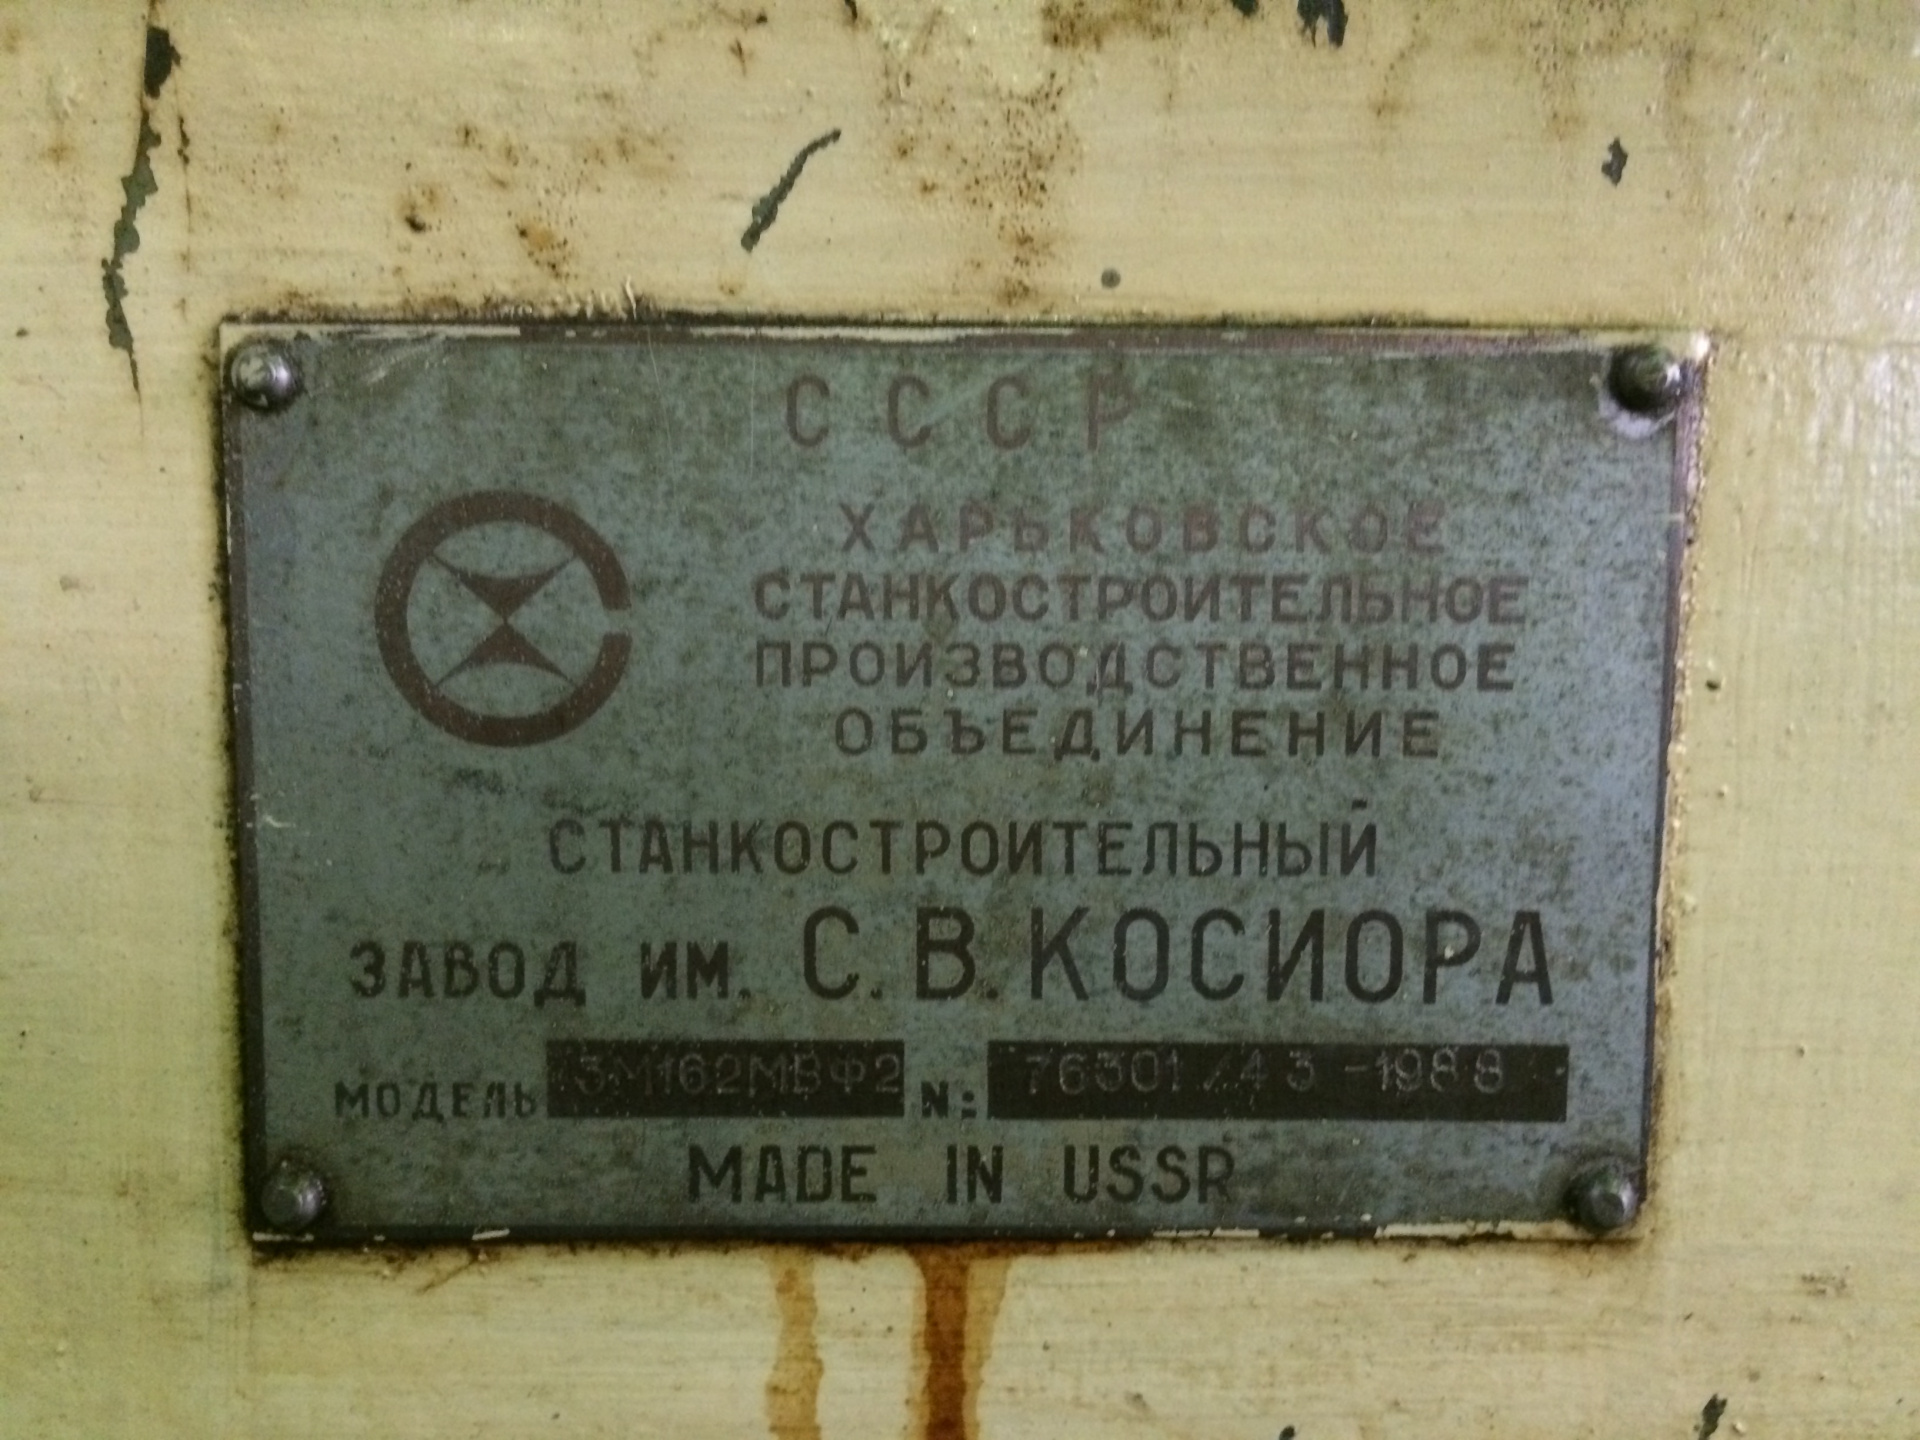 СССР
ХАРЬКОВСКОЕ
СТАНКОСТРОИТЕЛЬНОЕ
ПРОИЗВОДСТВЕННОЕ
ОБЪЕДИНЕНИЕ
СТАНКОСТРОИТЕЛЬНЫЙ
ЗАВОД ИМ. С.В.КОСИОРА
МОДЕЛЬ 3М162МВФ2 N: 76301/43-1988
MADE IN USSR